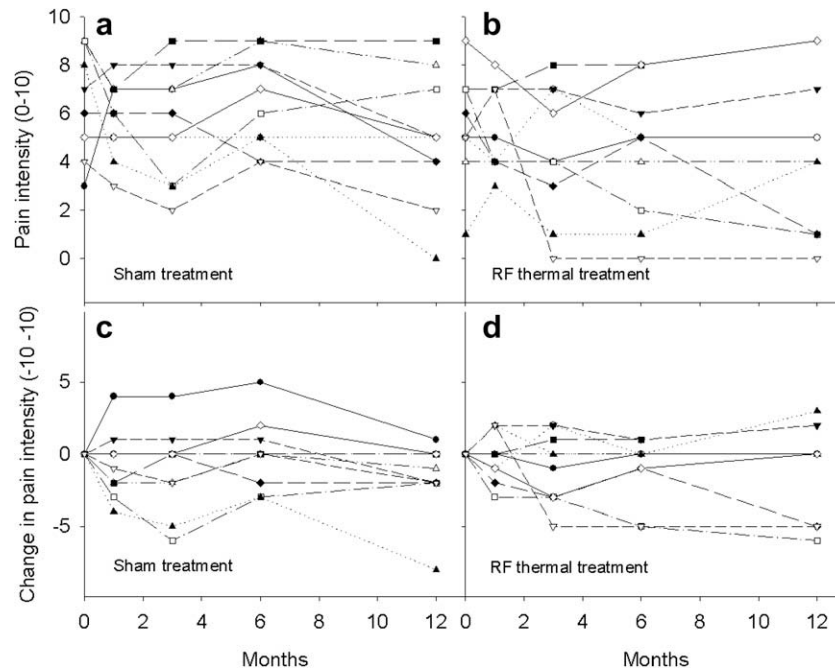 a
b
Pain intensity (0-10)
10
8
6
4
2
0
Sham treatment
RF thermal treatment
c
d
Change in pain intensity (-10 -10)
5
0
-5
Sham treatment
RF thermal treatment
0 2 4 6 8 10 12 0 2 4 6 8 10 12
Months
Months